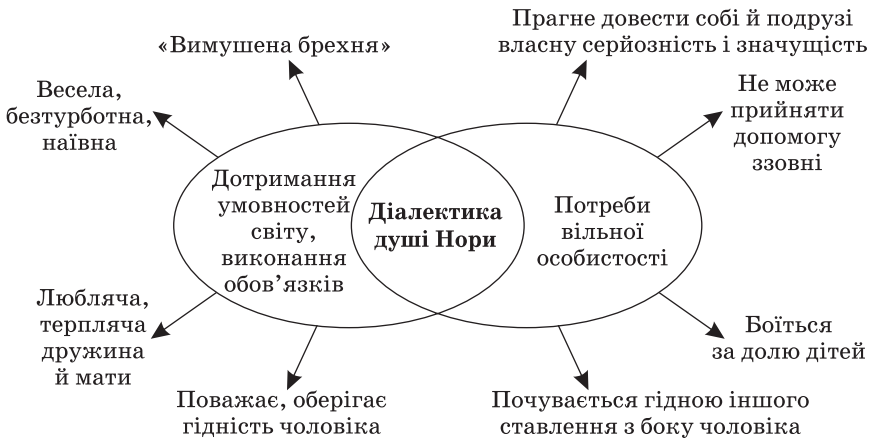 «Вимушена брехня»
Прагне довести собі й подрузі
власну серйозність і значущість
Весела,
безтурботна,
наївна
Не може
прийняти
допомогу
ззовні
Дотримання
умовностей
світу,
виконання
обов’язків
Діалектика
душі Нори
Потреби
вільної
особистості
Любляча,
терпляча
дружина
й мати
Боїться
за долю дітей
Поважає, оберігає
гідність чоловіка
Почувається гідною іншого
ставлення з боку чоловіка